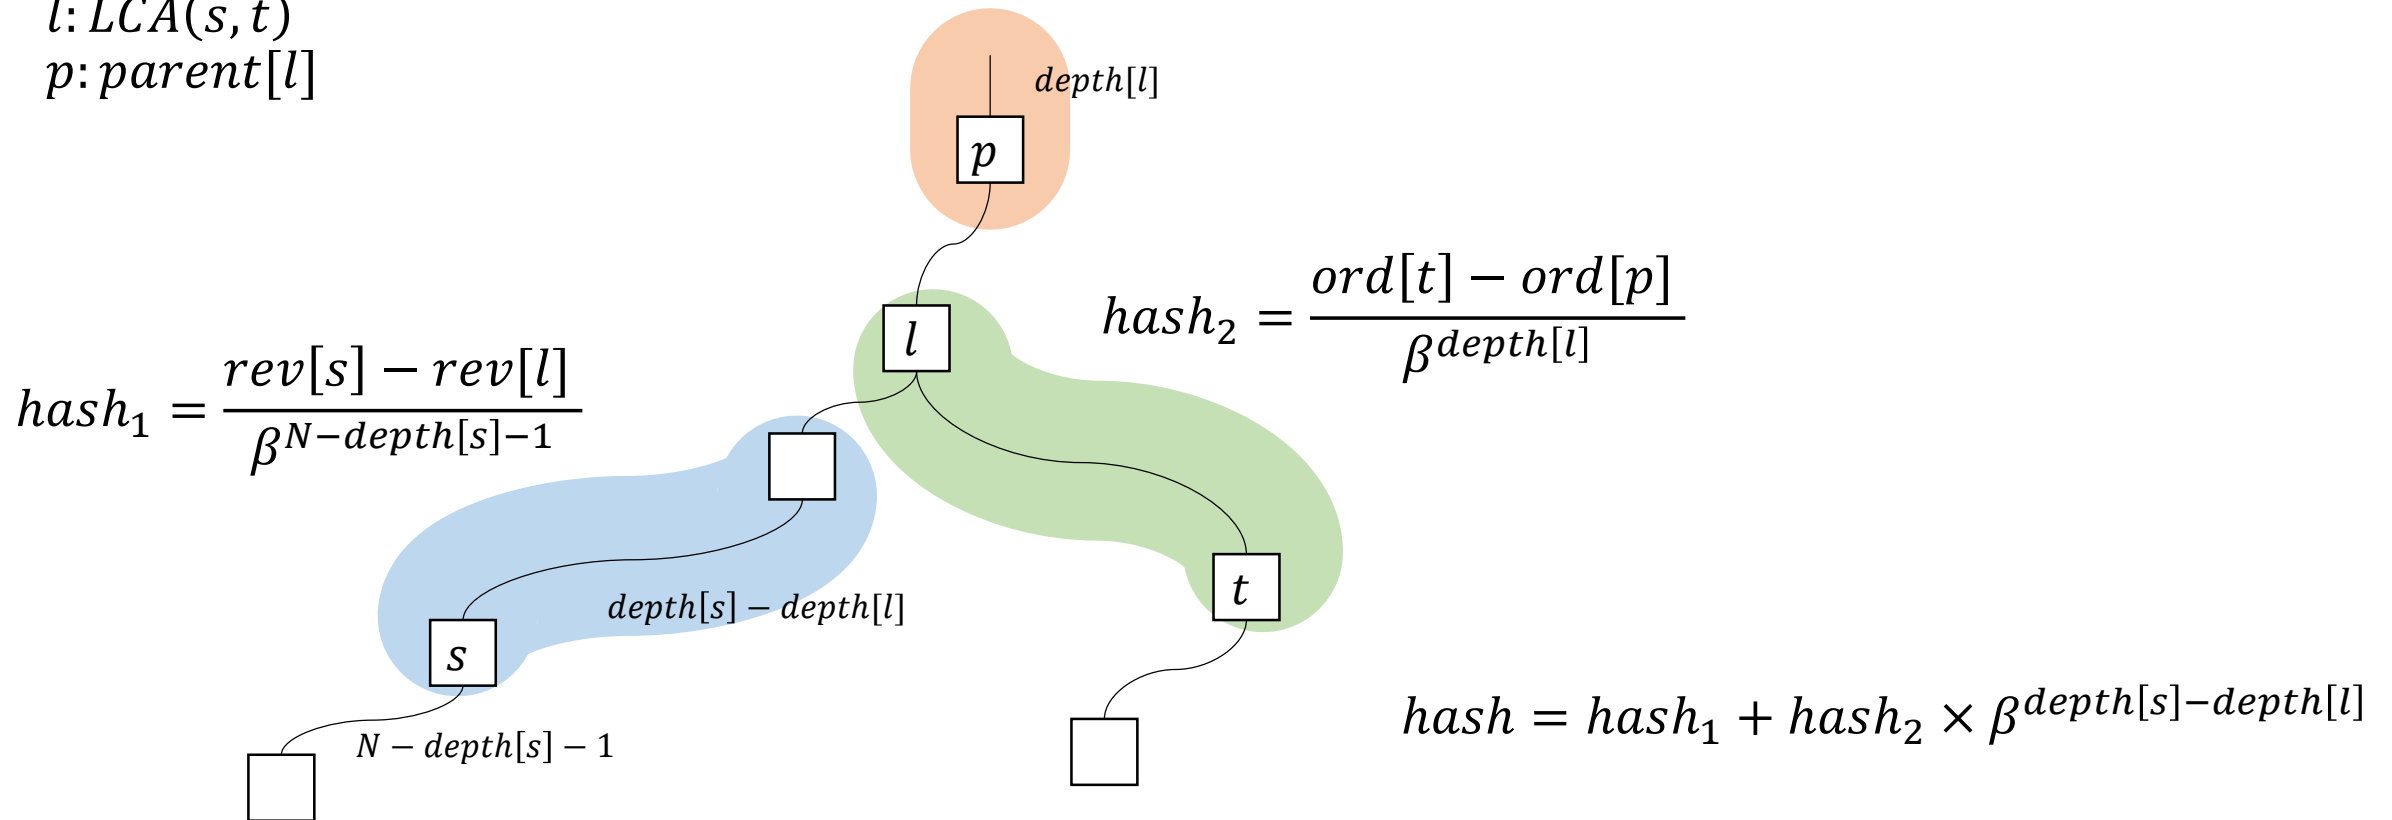 l: LCA(s, t)
p: parent[l]
depth[l]
p
l
hash₂ = (ord[t] − ord[p]) / β^{depth[l]}
hash₁ = (rev[s] − rev[l]) / β^{N−depth[s]−1}
t
depth[s] − depth[l]
s
hash = hash₁ + hash₂ × β^{depth[s]−depth[l]}
N − depth[s] − 1